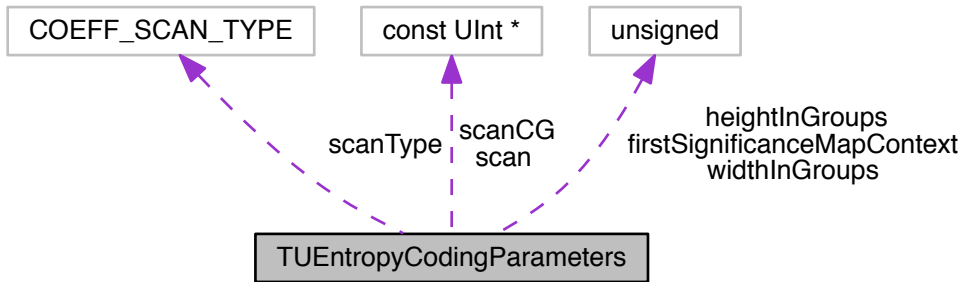 COEFF_SCAN_TYPE
const UInt *
unsigned
scanType
scanCG
scan
heightInGroups
firstSignificanceMapContext
widthInGroups
TUEntropyCodingParameters